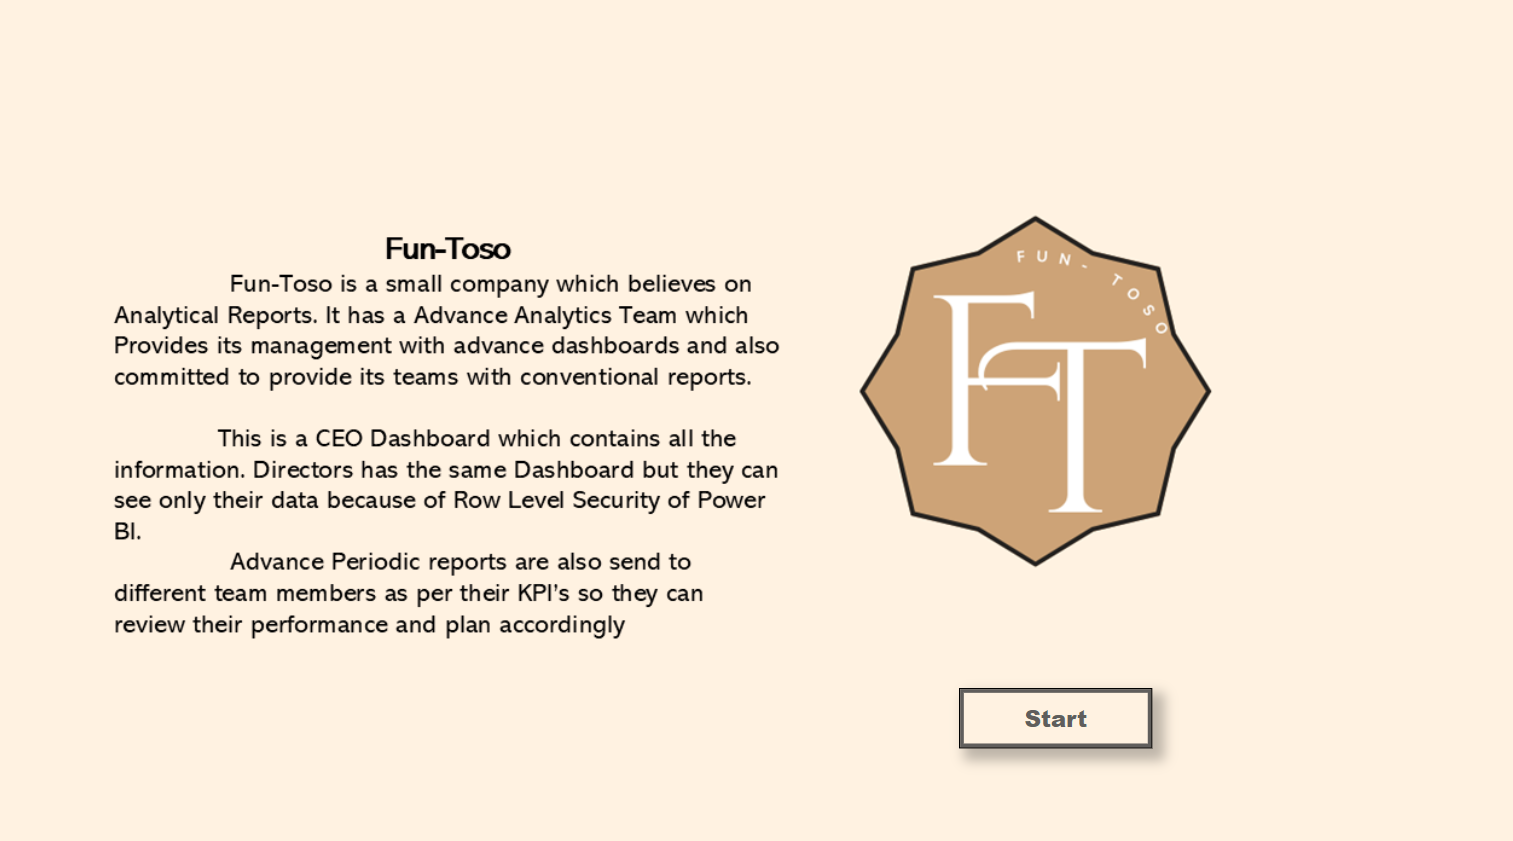 Fun-Toso
Fun-Toso is a small company which believes on
Analytical Reports. It has a Advance Analytics Team which
Provides its management with advance dashboards and also
committed to provide its teams with conventional reports.
This is a CEO Dashboard which contains all the
information. Directors has the same Dashboard but they can
see only their data because of Row Level Security of Power
BI.
Advance Periodic reports are also send to
different team members as per their KPI’s so they can
review their performance and plan accordingly
FUN- TOSO
FT
Start